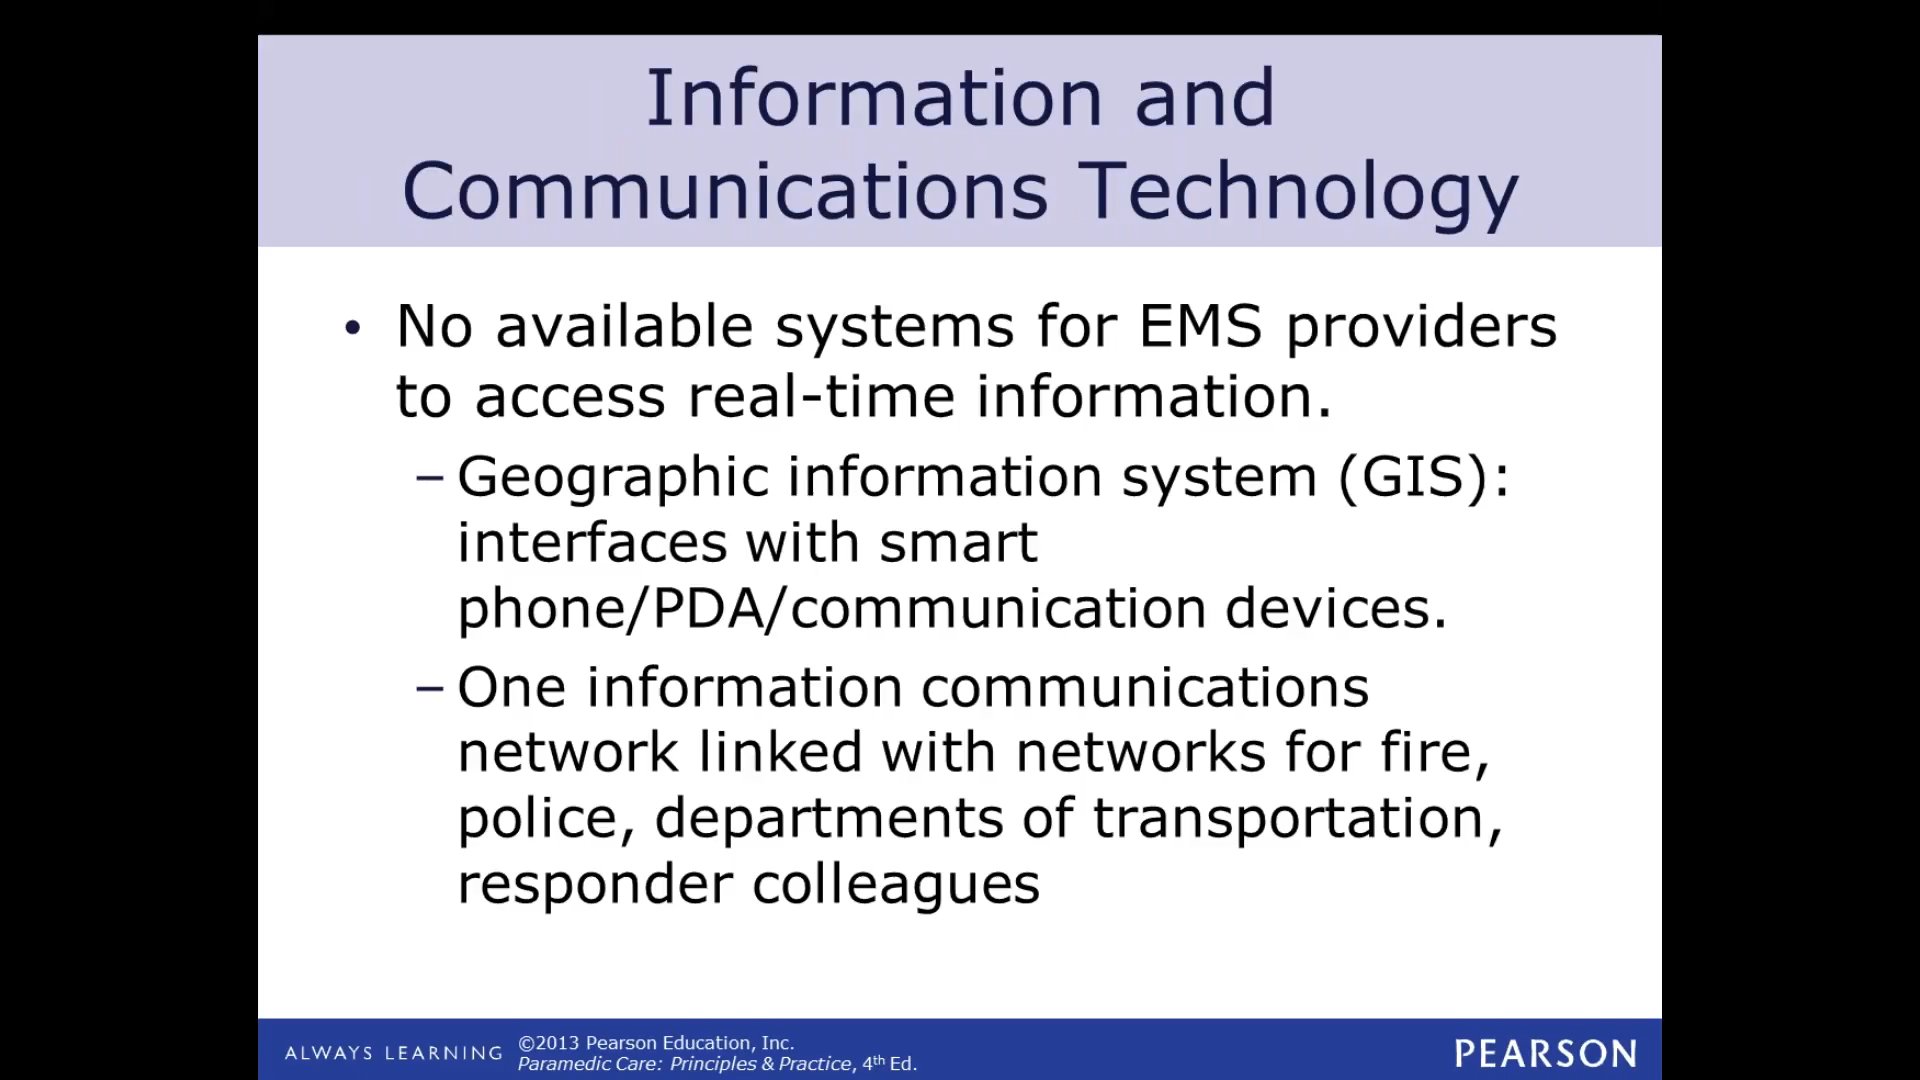 Information and
Communications Technology
• No available systems for EMS providers
to access real-time information.
– Geographic information system (GIS):
interfaces with smart
phone/PDA/communication devices.
– One information communications
network linked with networks for fire,
police, departments of transportation,
responder colleagues
ALWAYS LEARNING
©2013 Pearson Education, Inc.
Paramedic Care: Principles & Practice, 4th Ed.
PEARSON